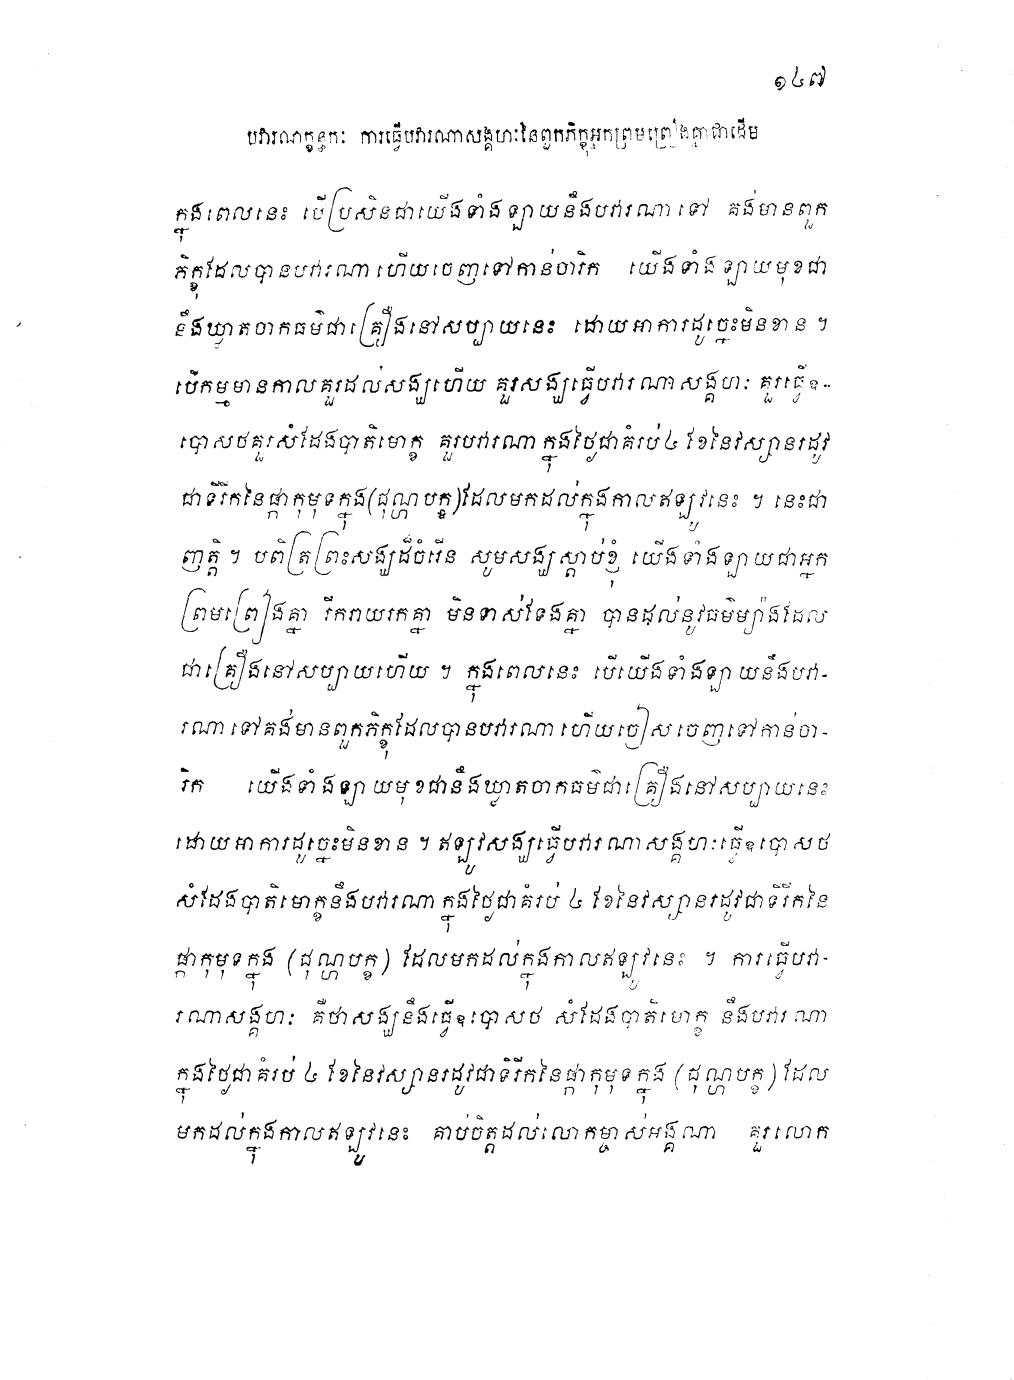 ១៤៧
បវារណក្ខន្ធកៈ ការធ្វើបវារណាសង្គហៈនៃពួកភិក្ខុអ្នកព្រមព្រៀងគ្នាជាដើម
ក្នុងពេលនេះ បើប្រសិនជាយើងទាំងឡាយនឹងបវារណាទៅ គង់មានពួក
ភិក្ខុដែលបានបវារណាហើយចេញទៅកាន់ចារិក យើងទាំងឡាយមុខជា
នឹងឃ្លាតចាកធម៌ជាគ្រឿងនៅសប្បាយនេះ ដោយអាការដូច្នេះមិនខាន ។
បើកម្មមានកាលគួរដល់សង្ឃហើយ គួរសង្ឃធ្វើបវារណាសង្គហៈ គួរធ្វើឧ-
បោសថគួរសំដែងបាតិមោក្ខ គួរបវារណាក្នុងថ្ងៃជាគំរប់ ៤ ខែនៃវស្សានរដូវ
ជាទីរីកនៃផ្កាកុមុទក្នុង (ជុណ្ហបក្ខ) ដែលមកដល់ក្នុងកាលឥឡូវនេះ ។ នេះជា
ញត្តិ ។ បពិត្រព្រះសង្ឃដ៏ចំរើន សូមសង្ឃស្តាប់ខ្ញុំ យើងទាំងឡាយជាអ្នក
ព្រមព្រៀងគ្នា រីករាយរកគ្នា មិនទាស់ទែងគ្នា បានដល់នូវធម៌ម្យ៉ាងដែល
ជាគ្រឿងនៅសប្បាយហើយ ។ ក្នុងពេលនេះ បើយើងទាំងឡាយនឹងបវា-
រណាទៅគង់មានពួកភិក្ខុដែលបានបវារណាហើយចៀសចេញទៅកាន់ចា-
រិក យើងទាំងឡាយមុខជានឹងឃ្លាតចាកធម៌ជាគ្រឿងនៅសប្បាយនេះ
ដោយអាការដូច្នេះមិនខាន ។ ឥឡូវសង្ឃធ្វើបវារណាសង្គហៈធ្វើឧបោសថ
សំដែងបាតិមោក្ខនឹងបវារណាក្នុងថ្ងៃជាគំរប់ ៤ ខែនៃវស្សានរដូវជាទីរីកនៃ
ផ្កាកុមុទក្នុង (ជុណ្ហបក្ខ) ដែលមកដល់ក្នុងកាលឥឡូវនេះ ។ ការធ្វើបវា-
រណាសង្គហៈ គឺថាសង្ឃនឹងធ្វើឧបោសថ សំដែងបាតិមោក្ខ នឹងបវារណា
ក្នុងថ្ងៃជាគំរប់ ៤ ខែនៃវស្សានរដូវជាទីរីកនៃផ្កាកុមុទក្នុង (ជុណ្ហបក្ខ) ដែល
មកដល់ក្នុងកាលឥឡូវនេះ គាប់ចិត្តដល់លោកម្ចាស់អង្គណា គួរលោក